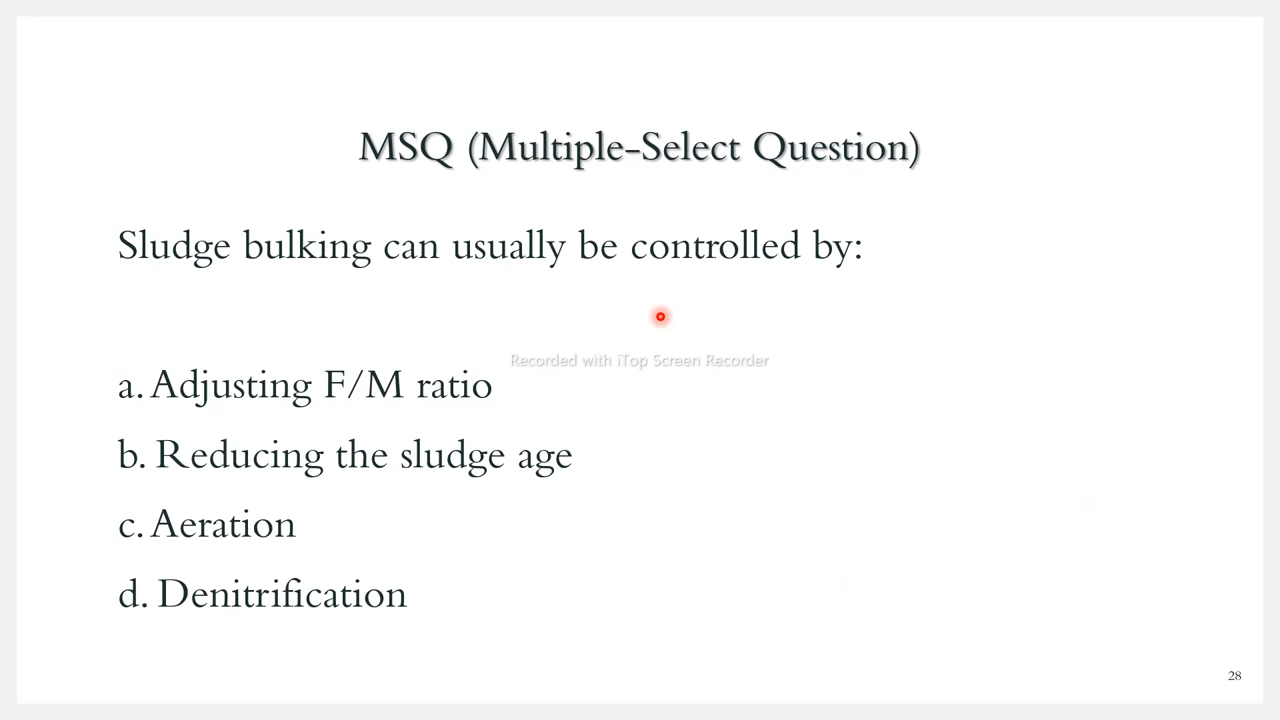 MSQ (Multiple-Select Question)
Sludge bulking can usually be controlled by:
Recorded with iTop Screen Recorder
a. Adjusting F/M ratio
b. Reducing the sludge age
c. Aeration
d. Denitrification
28